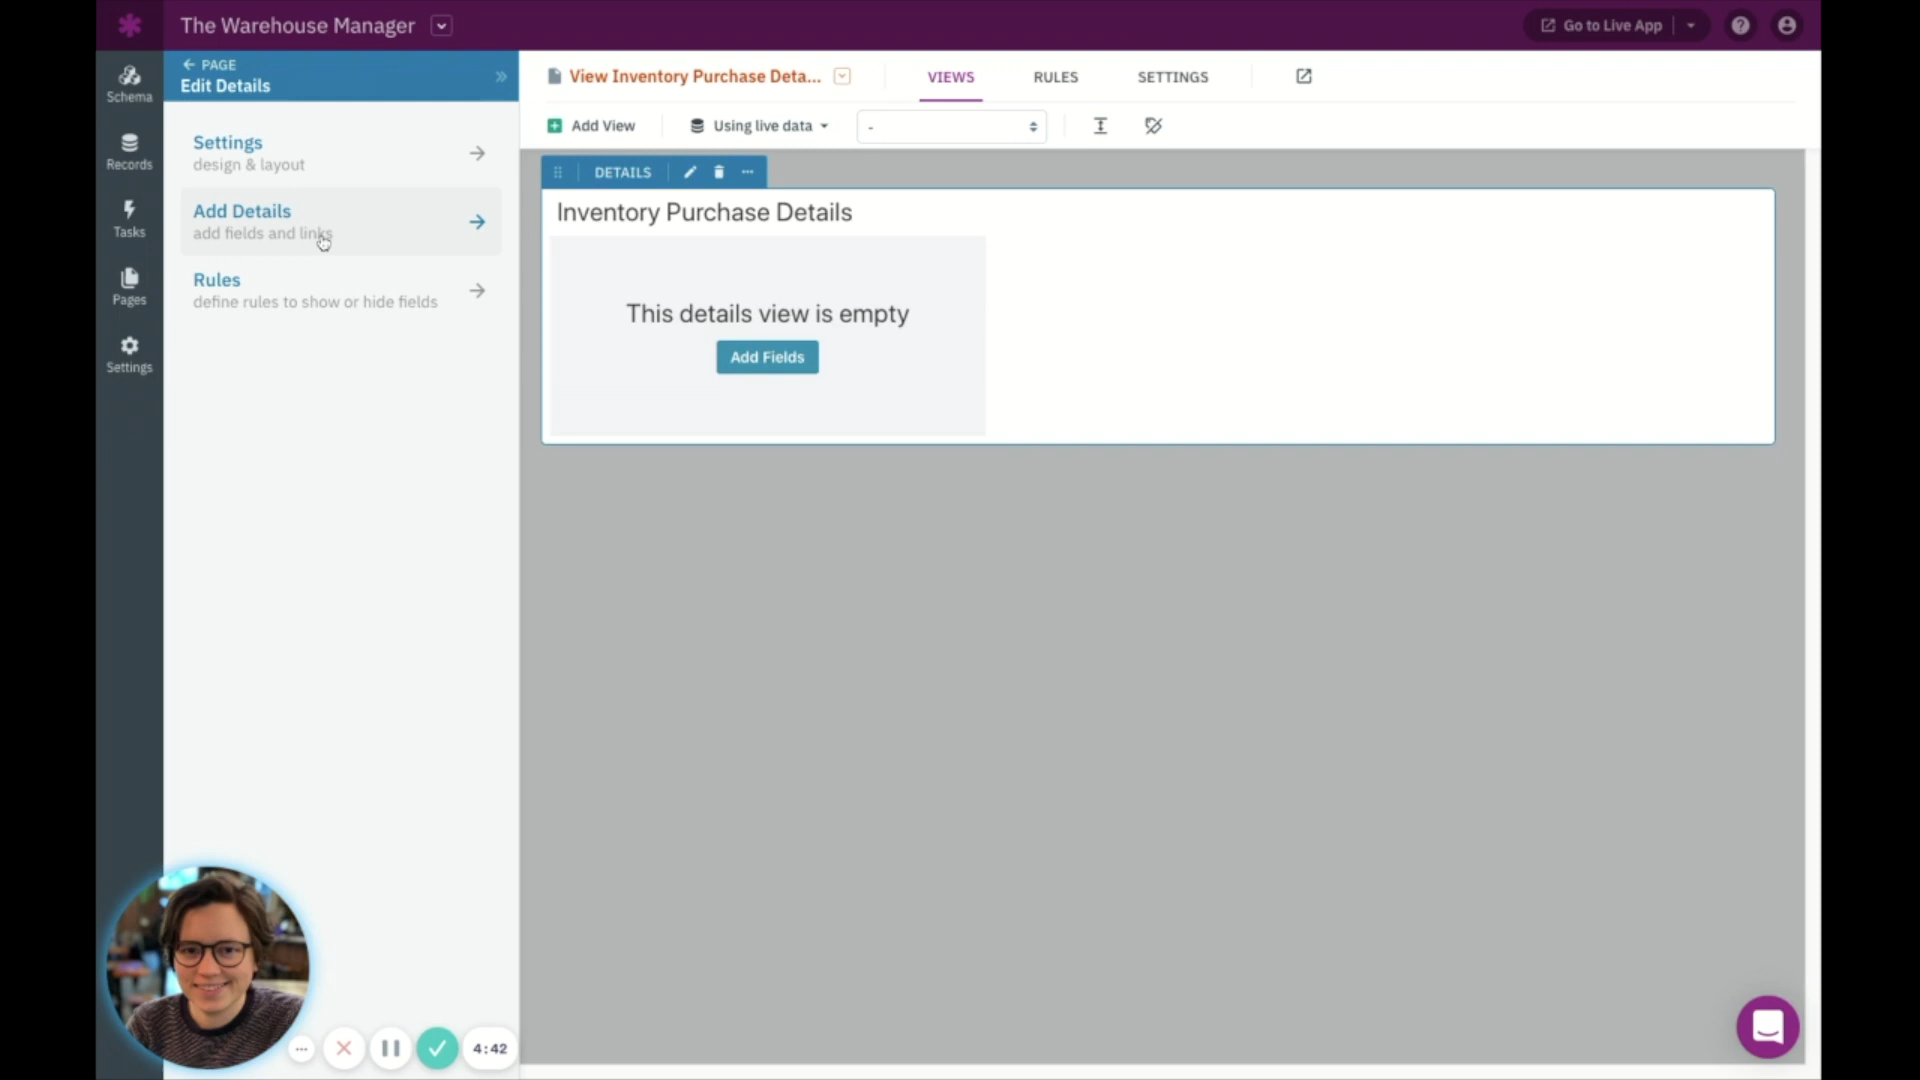 The Warehouse Manager
Go to Live App
PAGE
Edit Details
Schema
Records
Tasks
Pages
Settings
Settings
design & layout
Add Details
add fields and links
Rules
define rules to show or hide fields
View Inventory Purchase Deta...
VIEWS
RULES
SETTINGS
Add View
Using live data
-
DETAILS
Inventory Purchase Details
This details view is empty
Add Fields
4:42